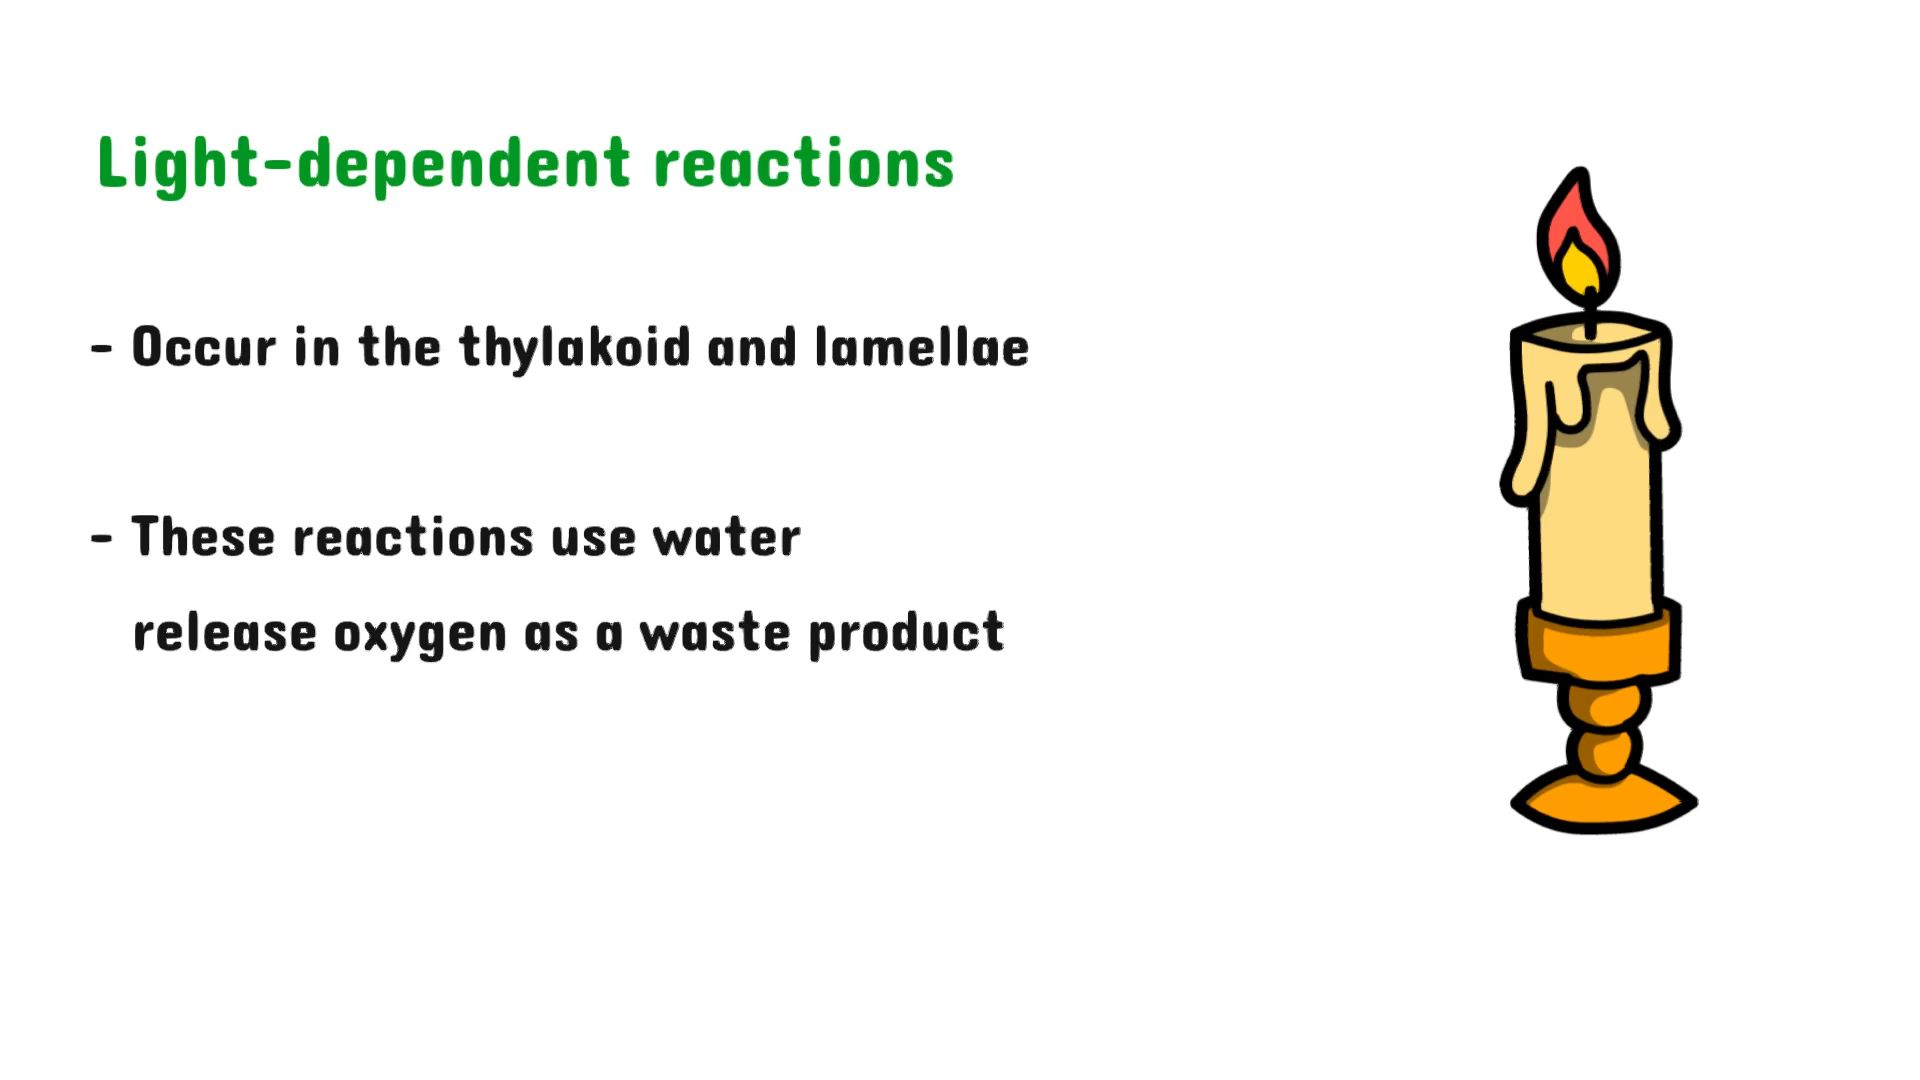 Light-dependent reactions
- Occur in the thylakoid and lamellae
- These reactions use water
release oxygen as a waste product